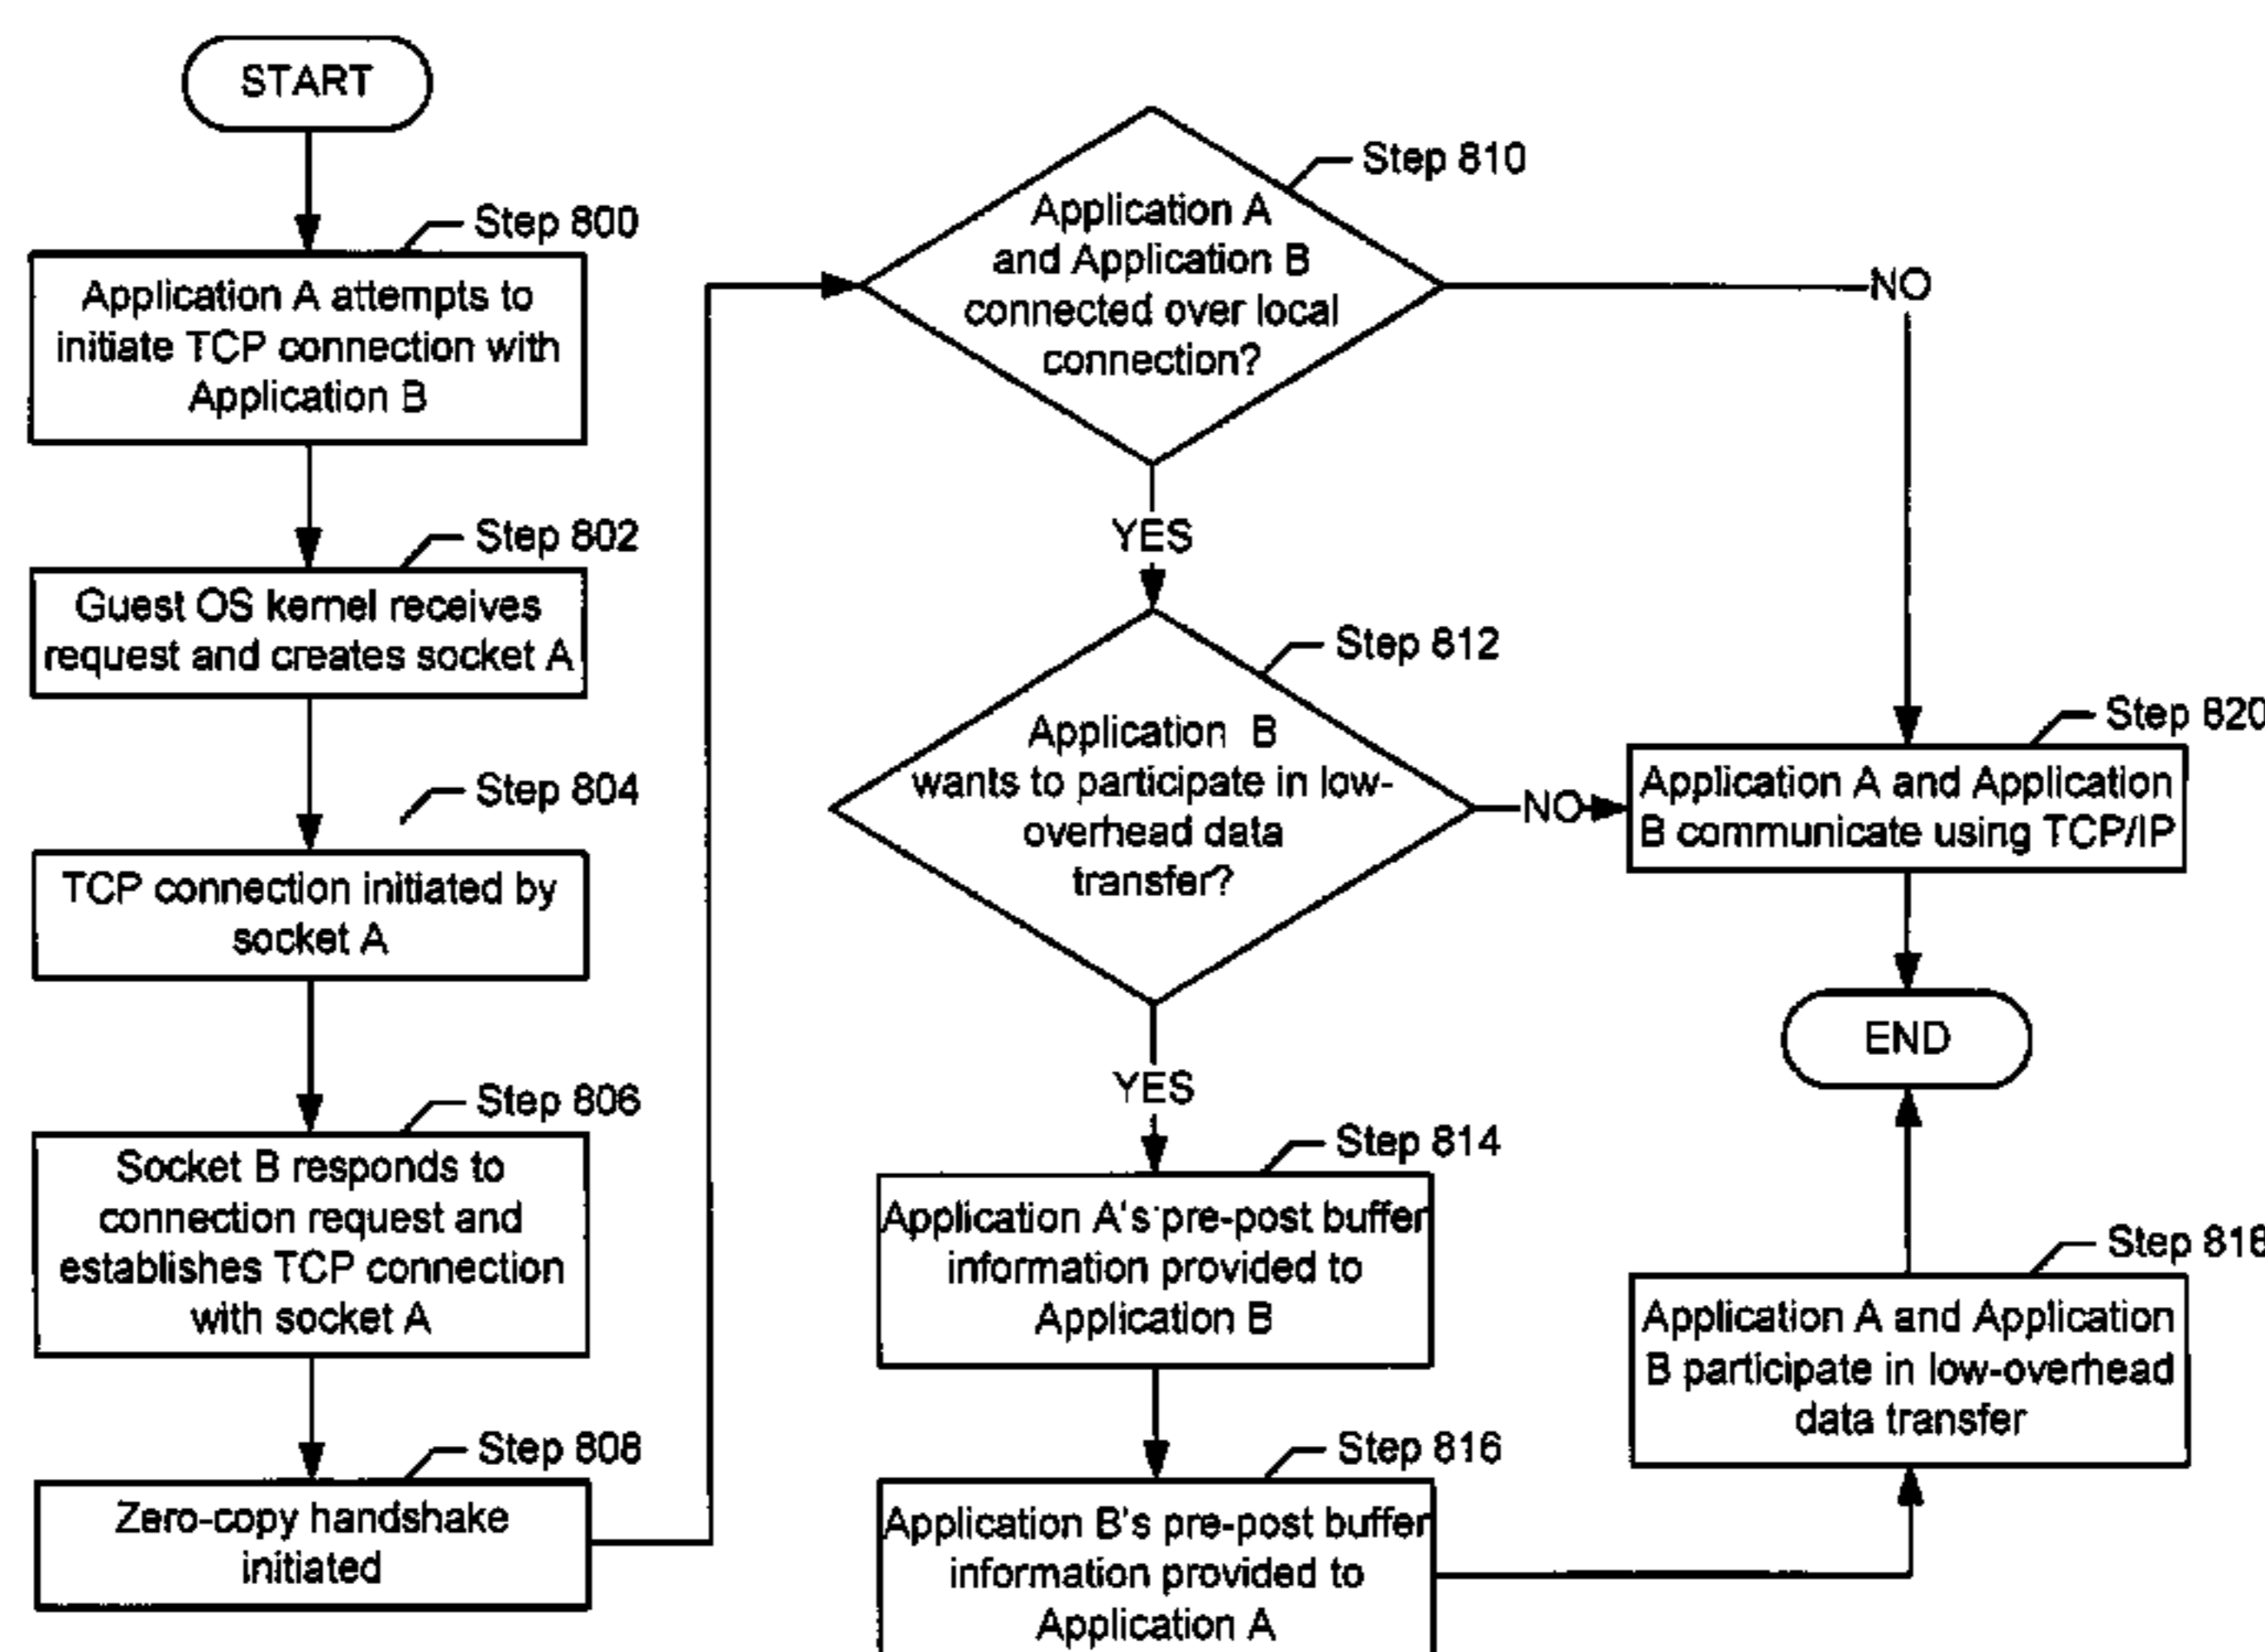 START
Step 800
Application A attempts to
initiate TCP connection with
Application B
Step 802
Guest OS kernel receives
request and creates socket A
Step 804
TCP connection initiated by
socket A
Step 806
Socket B responds to
connection request and
establishes TCP connection
with socket A
Step 808
Zero-copy handshake
initiated
Step 810
Application A
and Application B
connected over local
connection?
NO
YES
Step 812
Application B
wants to participate in low-
overhead data
transfer?
NO
YES
Step 814
Application A's pre-post buffer
information provided to
Application B
Step 816
Application B's pre-post buffer
information provided to
Application A
Step 818
Application A and Application
B participate in low-overhead
data transfer
Step 820
Application A and Application
B communicate using TCP/IP
END